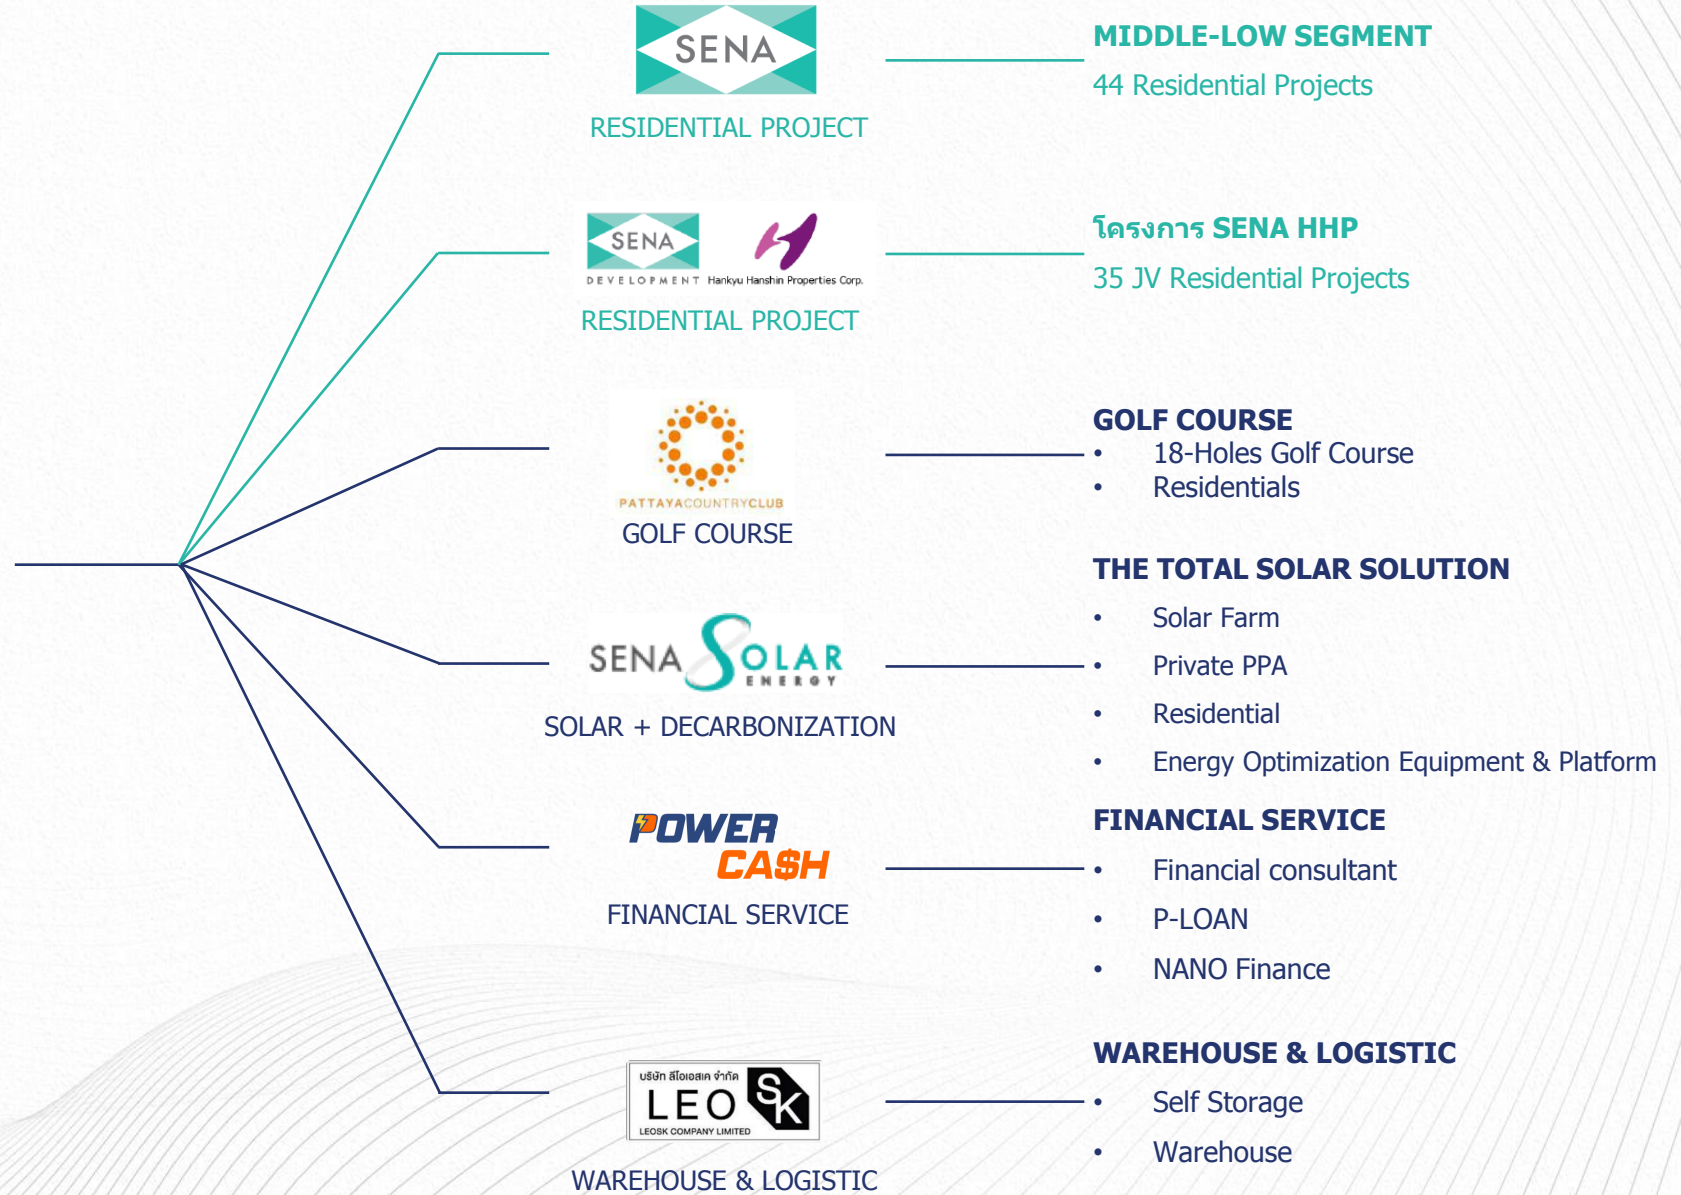 SENA
RESIDENTIAL PROJECT
MIDDLE-LOW SEGMENT
44 Residential Projects
SENA
DEVELOPMENT
Hankyu Hanshin Properties Corp.
RESIDENTIAL PROJECT
โครงการ SENA HHP
35 JV Residential Projects
PATTAYACOUNTRYCLUB
GOLF COURSE
GOLF COURSE
• 18-Holes Golf Course
• Residentials
SENA SOLAR
ENERGY
SOLAR + DECARBONIZATION
THE TOTAL SOLAR SOLUTION
• Solar Farm
• Private PPA
• Residential
• Energy Optimization Equipment & Platform
POWER
CA$H
FINANCIAL SERVICE
FINANCIAL SERVICE
• Financial consultant
• P-LOAN
• NANO Finance
บริษัท ลีโอเอสเค จำกัด
LEO SK
LEOSK COMPANY LIMITED
WAREHOUSE & LOGISTIC
WAREHOUSE & LOGISTIC
• Self Storage
• Warehouse